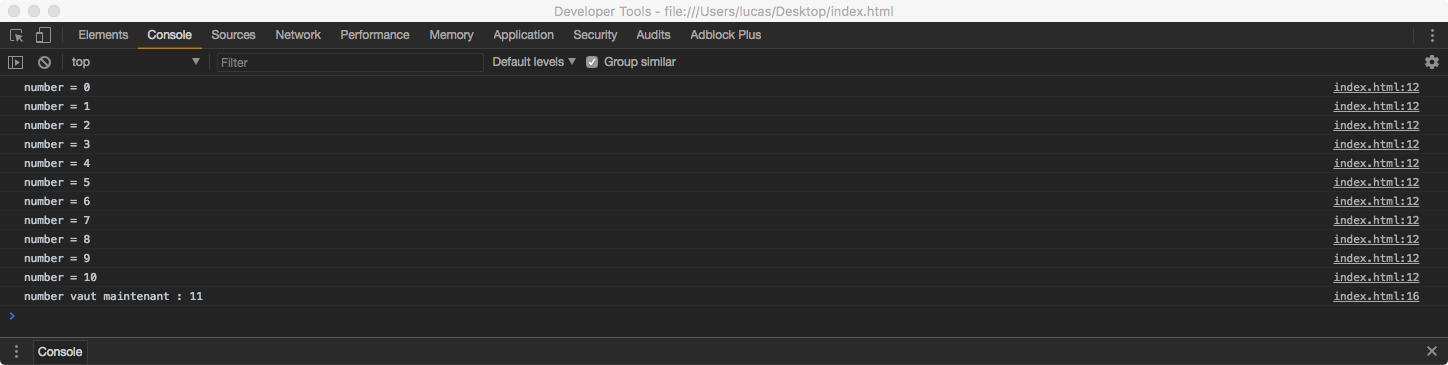 Developer Tools - file:///Users/lucas/Desktop/index.html
Elements Console Sources Network Performance Memory Application Security Audits Adblock Plus
top Filter Default levels Group similar
number = 0 index.html:12
number = 1 index.html:12
number = 2 index.html:12
number = 3 index.html:12
number = 4 index.html:12
number = 5 index.html:12
number = 6 index.html:12
number = 7 index.html:12
number = 8 index.html:12
number = 9 index.html:12
number = 10 index.html:12
number vaut maintenant : 11 index.html:16
Console